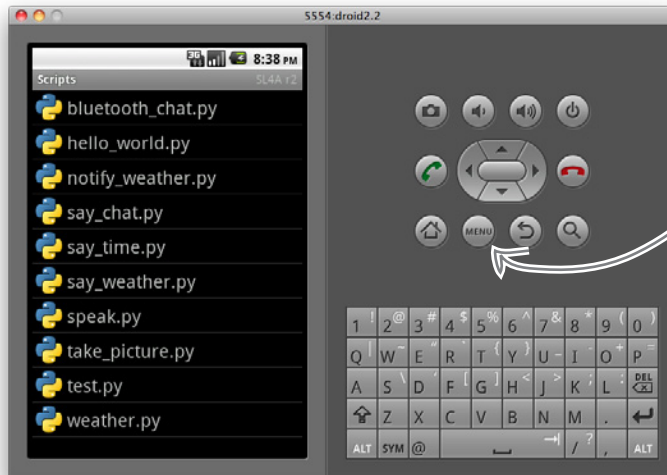 5554:droid2.2
3G 8:38 PM
Scripts SL4A r2
bluetooth_chat.py
hello_world.py
notify_weather.py
say_chat.py
say_time.py
say_weather.py
speak.py
take_picture.py
test.py
weather.py
MENU
1 ! 2 @ 3 # 4 $ 5 % 6 ^ 7 & 8 * 9 ( 0 )
Q | W ~ E " R ` T { Y } U _ I - O + P =
A S \ D ' F [ G ] H < J > K ; L : DEL
Z X C V B N M .
ALT SYM @ / ? , ALT